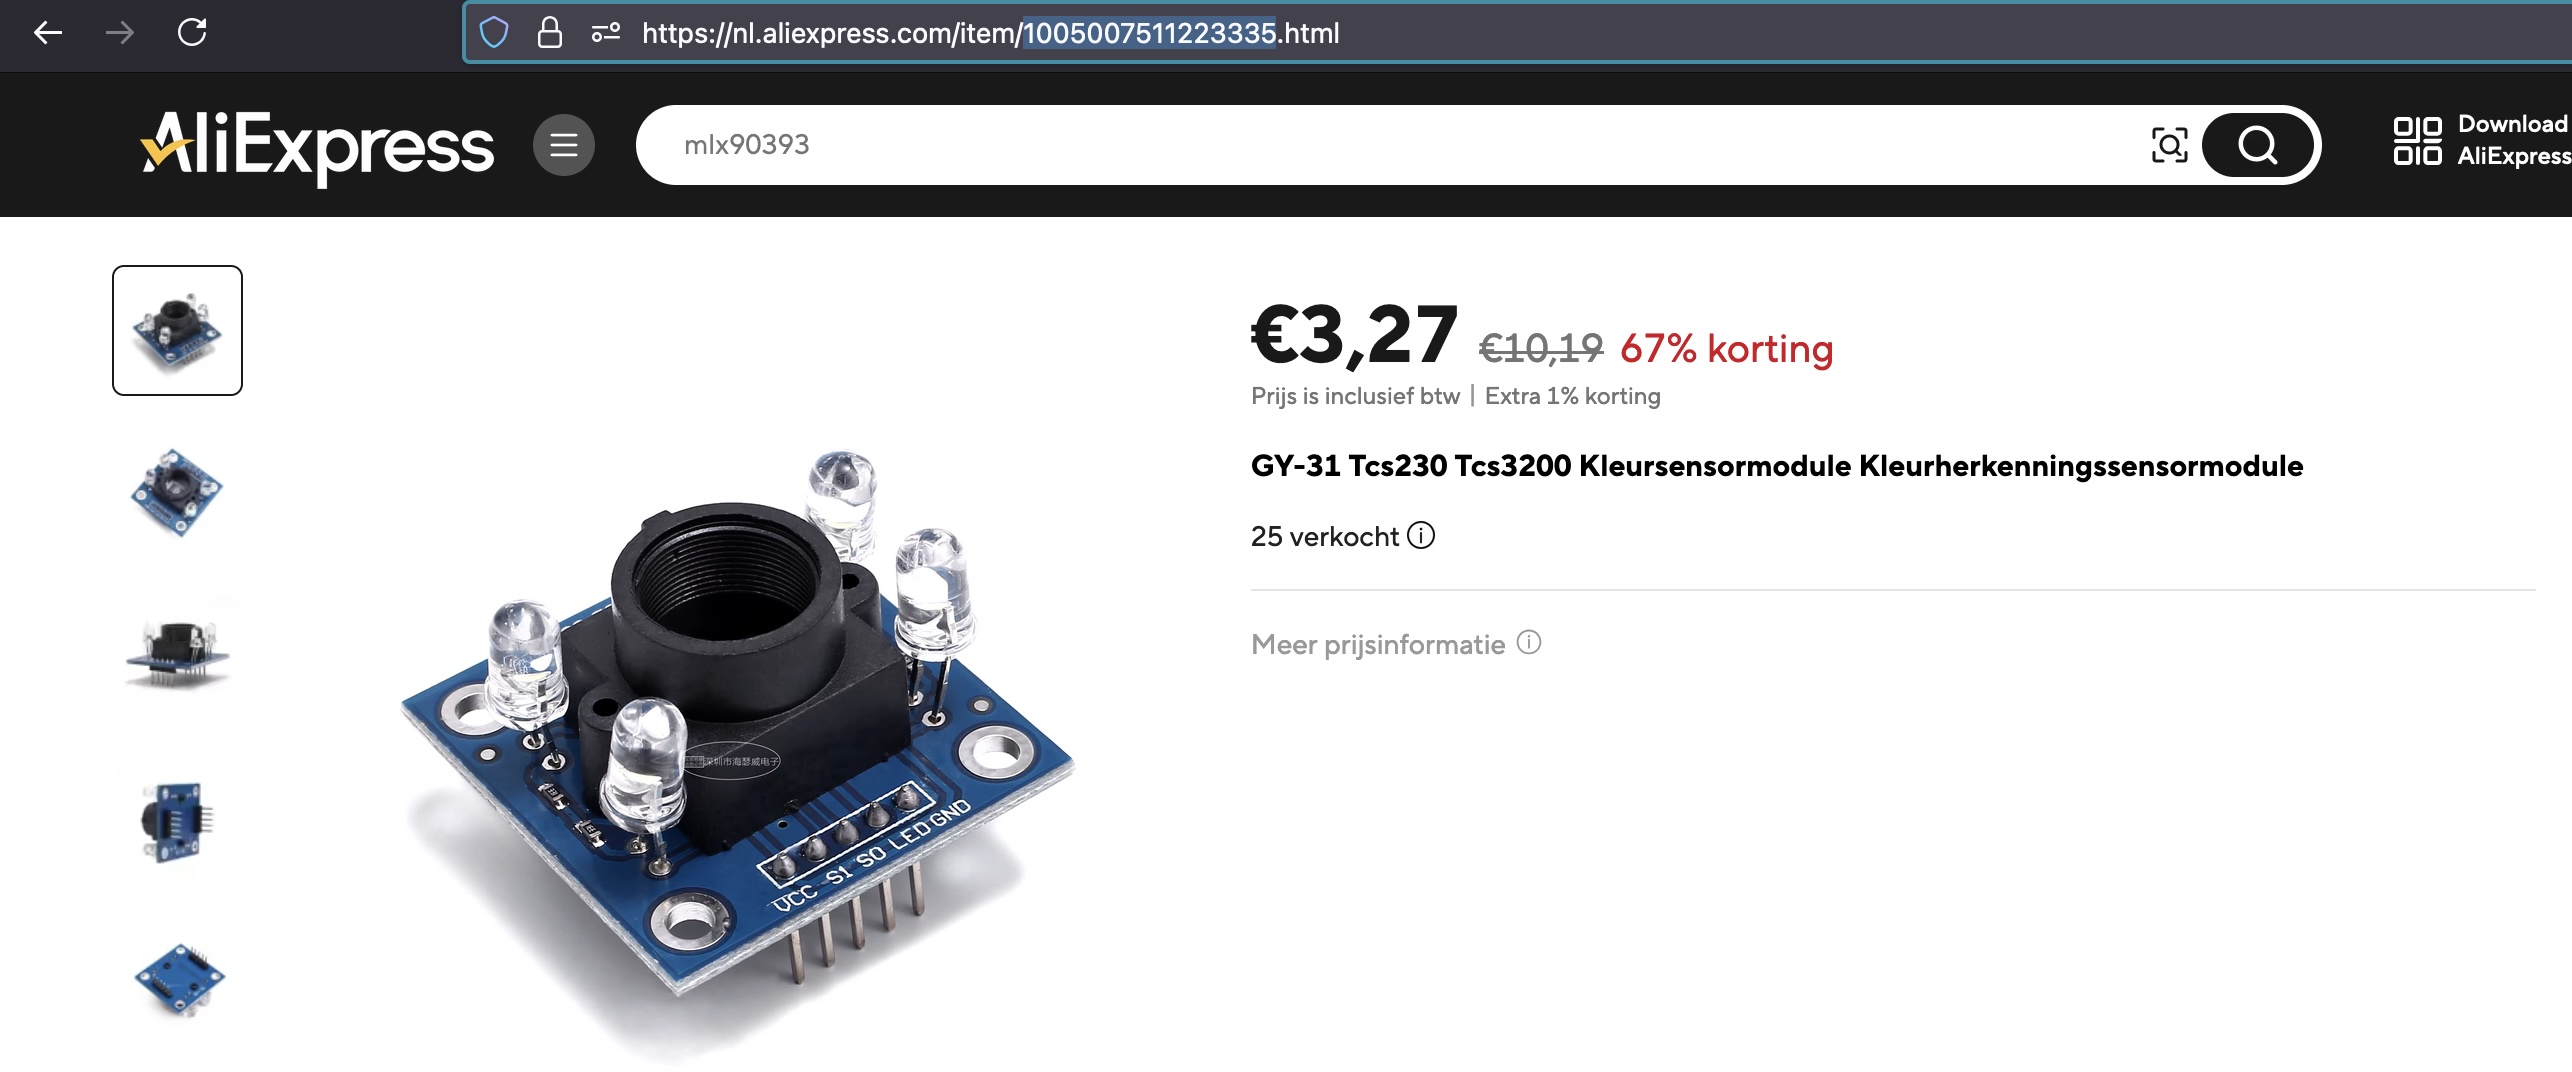 https://nl.aliexpress.com/item/1005007511223335.html
AliExpress
mlx90393
Download
AliExpress
€3,27 €10,19 67% korting
Prijs is inclusief btw | Extra 1% korting
GY-31 Tcs230 Tcs3200 Kleursensormodule Kleurherkenningssensormodule
25 verkocht
Meer prijsinformatie
深圳市海瑟威电子
VCC S1 S0 LED GND